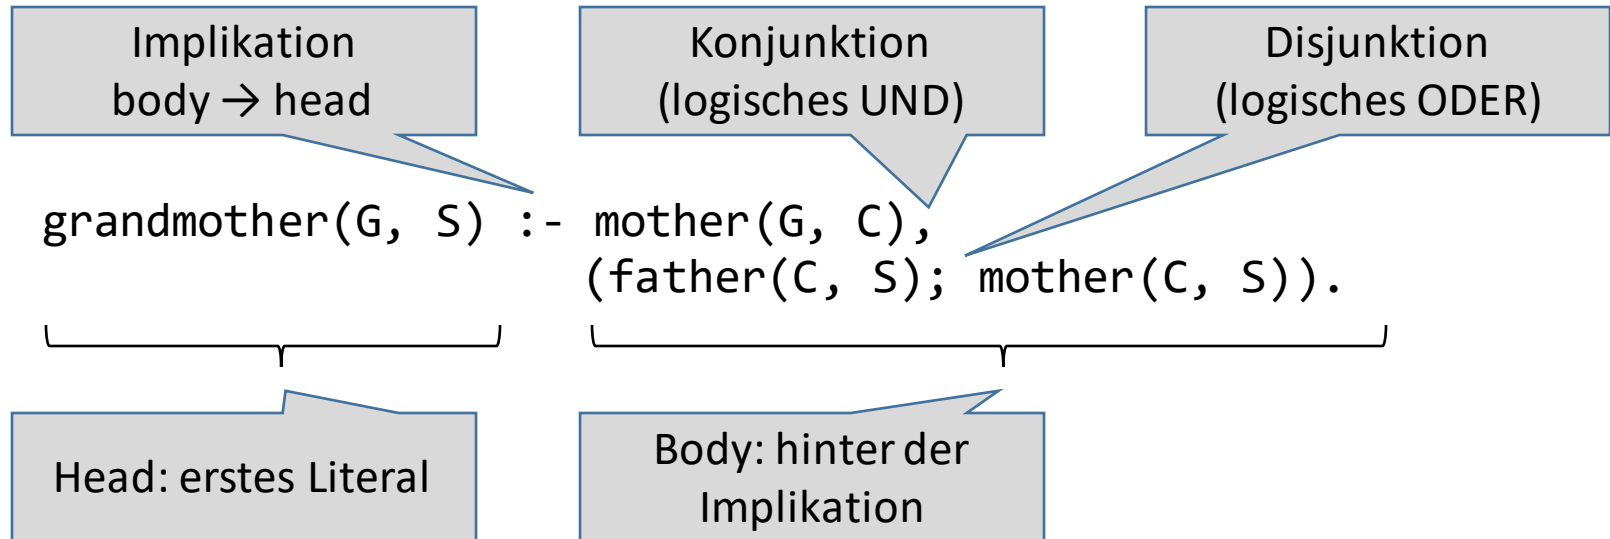 Implikation
body → head
Konjunktion
(logisches UND)
Disjunktion
(logisches ODER)
grandmother(G, S) :- mother(G, C),
(father(C, S); mother(C, S)).
Head: erstes Literal
Body: hinter der
Implikation